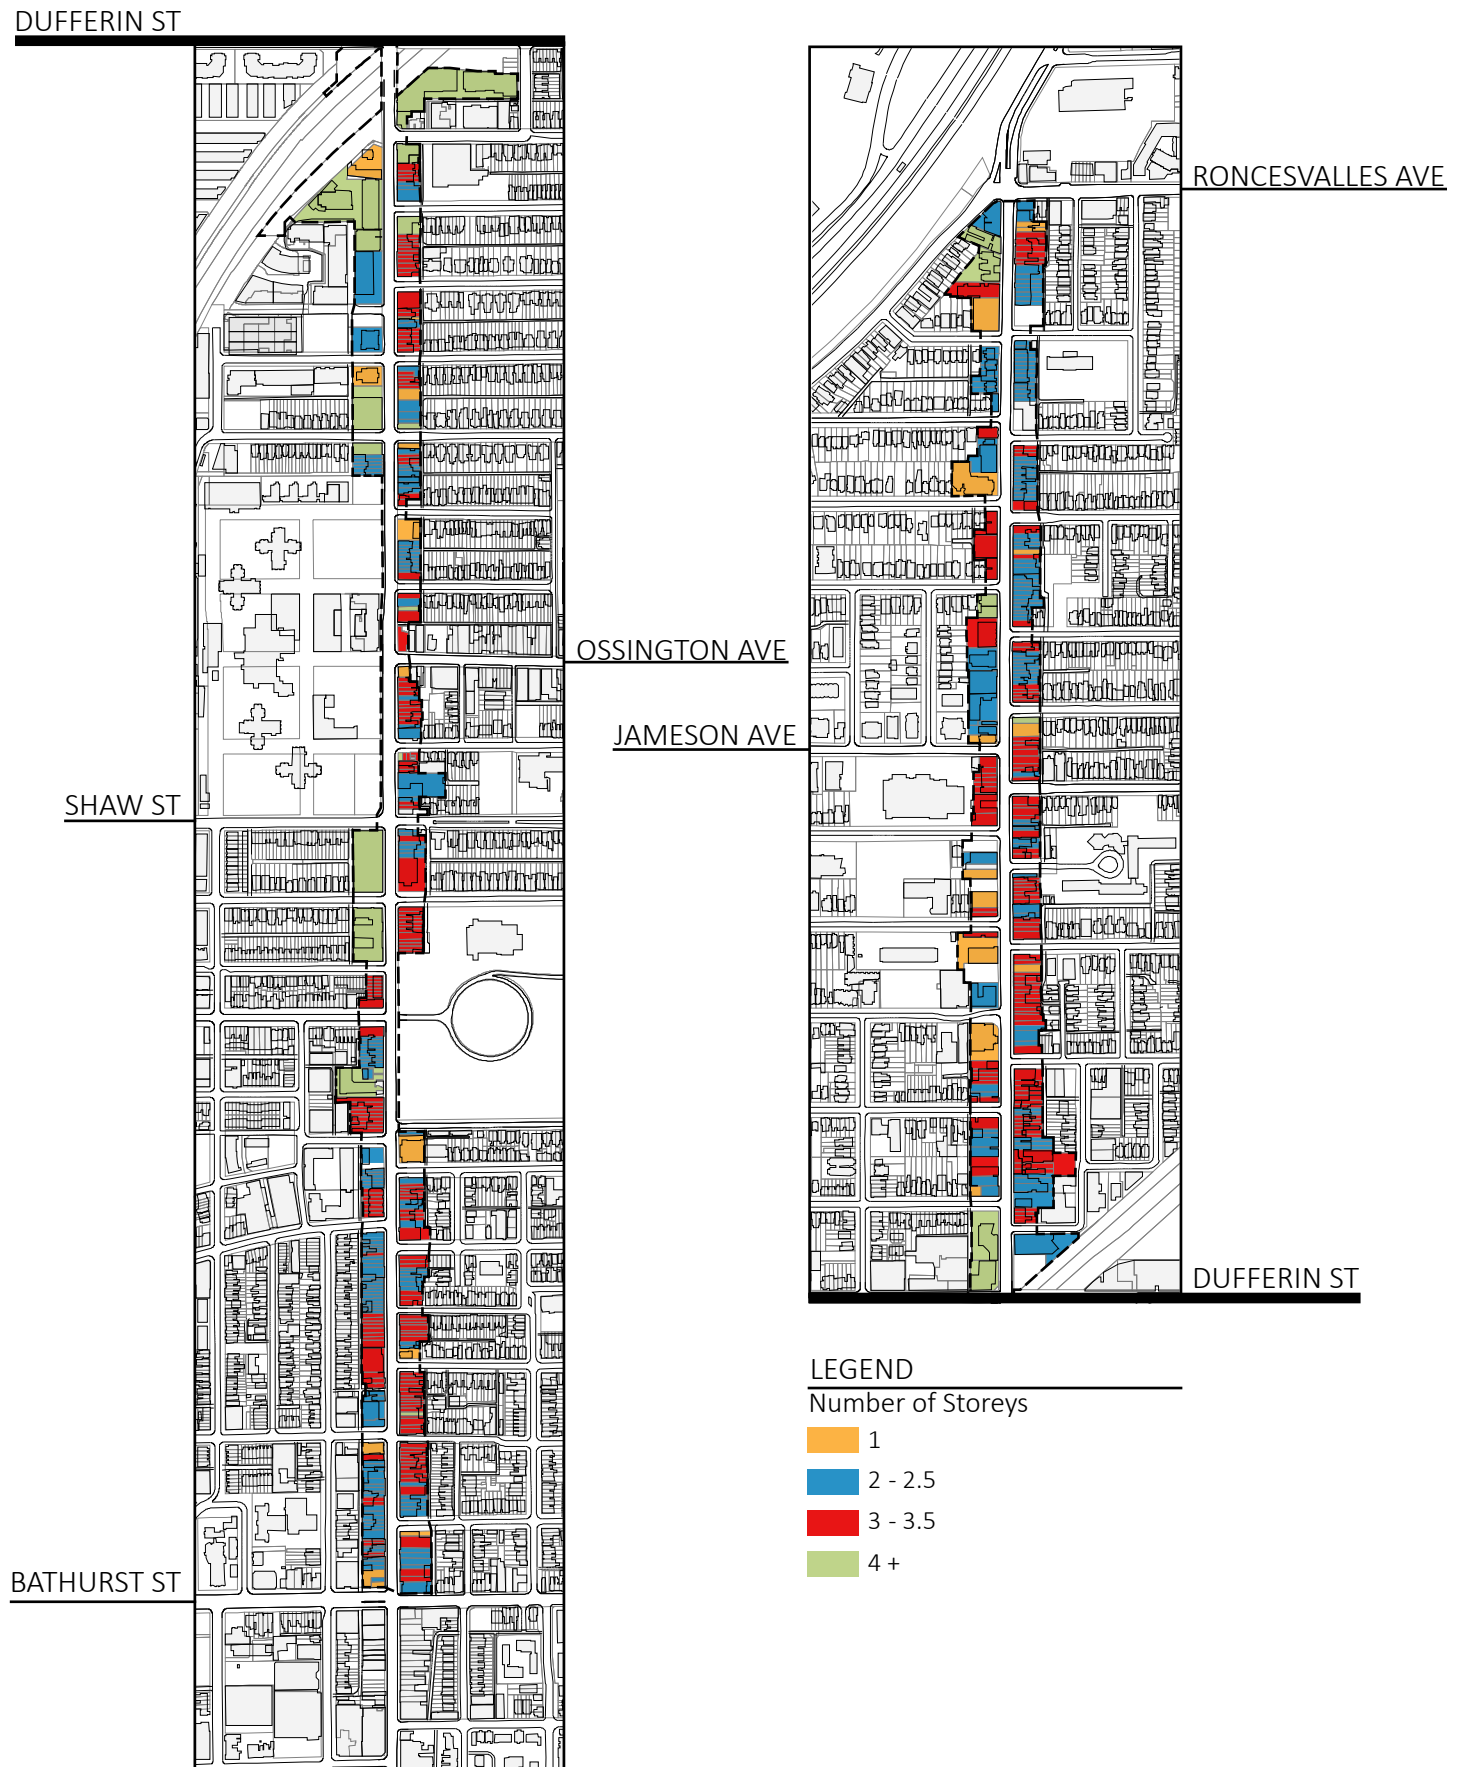 DUFFERIN ST
RONCESVALLES AVE
OSSINGTON AVE
JAMESON AVE
SHAW ST
DUFFERIN ST
LEGEND
Number of Storeys
1
2 - 2.5
3 - 3.5
4 +
BATHURST ST